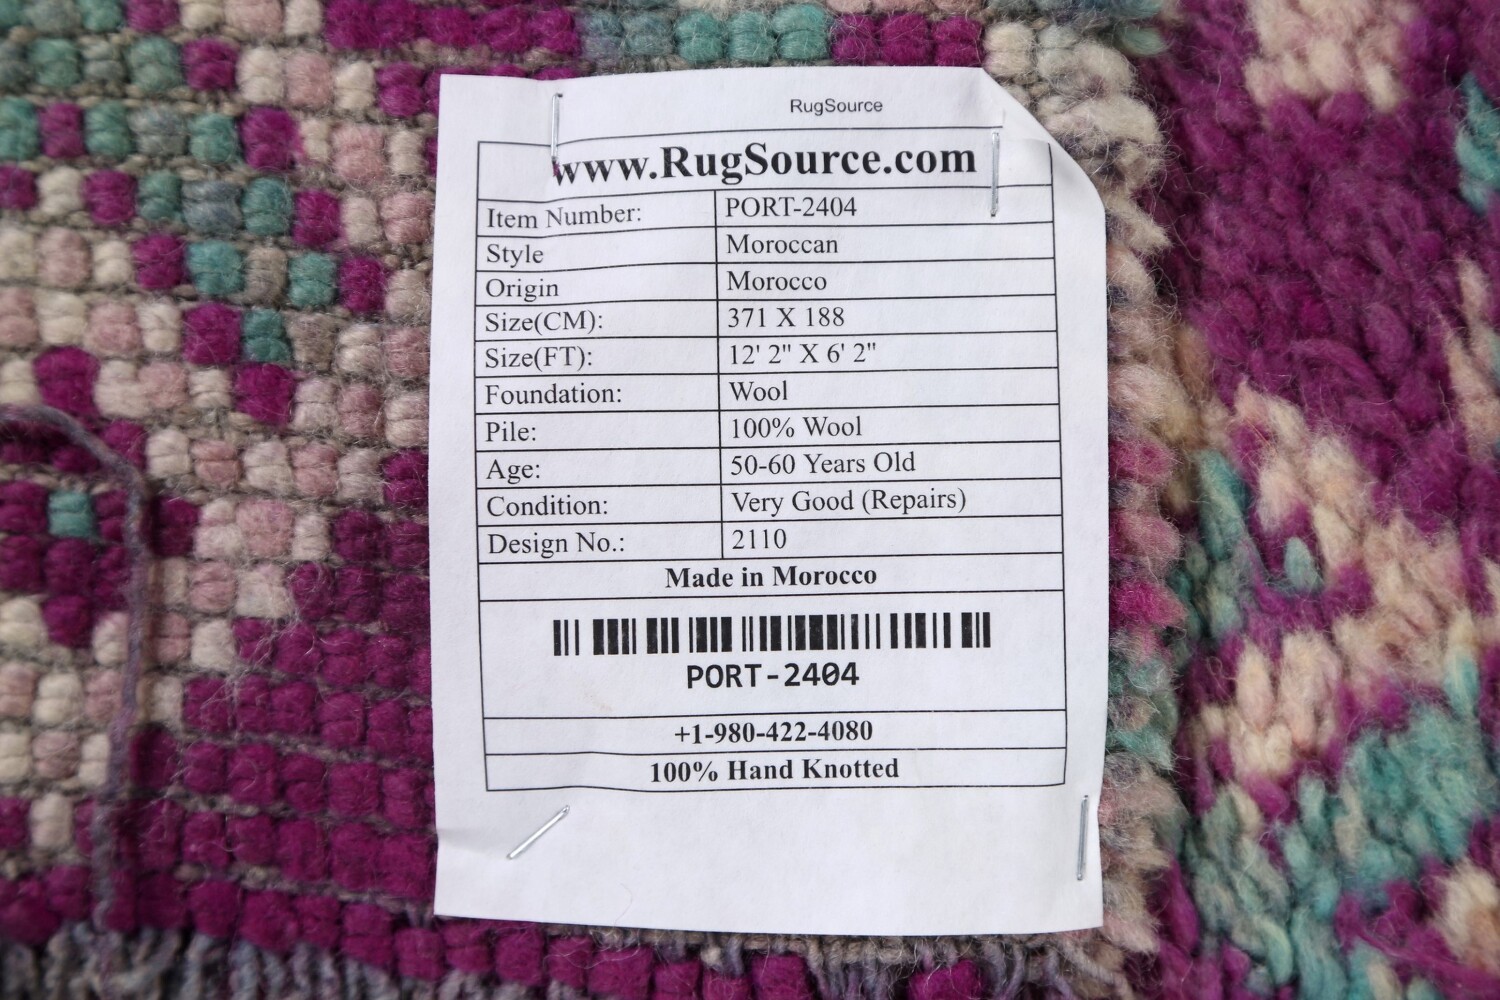 RugSource
www.RugSource.com
Item Number: PORT-2404
Style Moroccan
Origin Morocco
Size(CM): 371 X 188
Size(FT): 12' 2" X 6' 2"
Foundation: Wool
Pile: 100% Wool
Age: 50-60 Years Old
Condition: Very Good (Repairs)
Design No.: 2110
Made in Morocco
PORT-2404
+1-980-422-4080
100% Hand Knotted